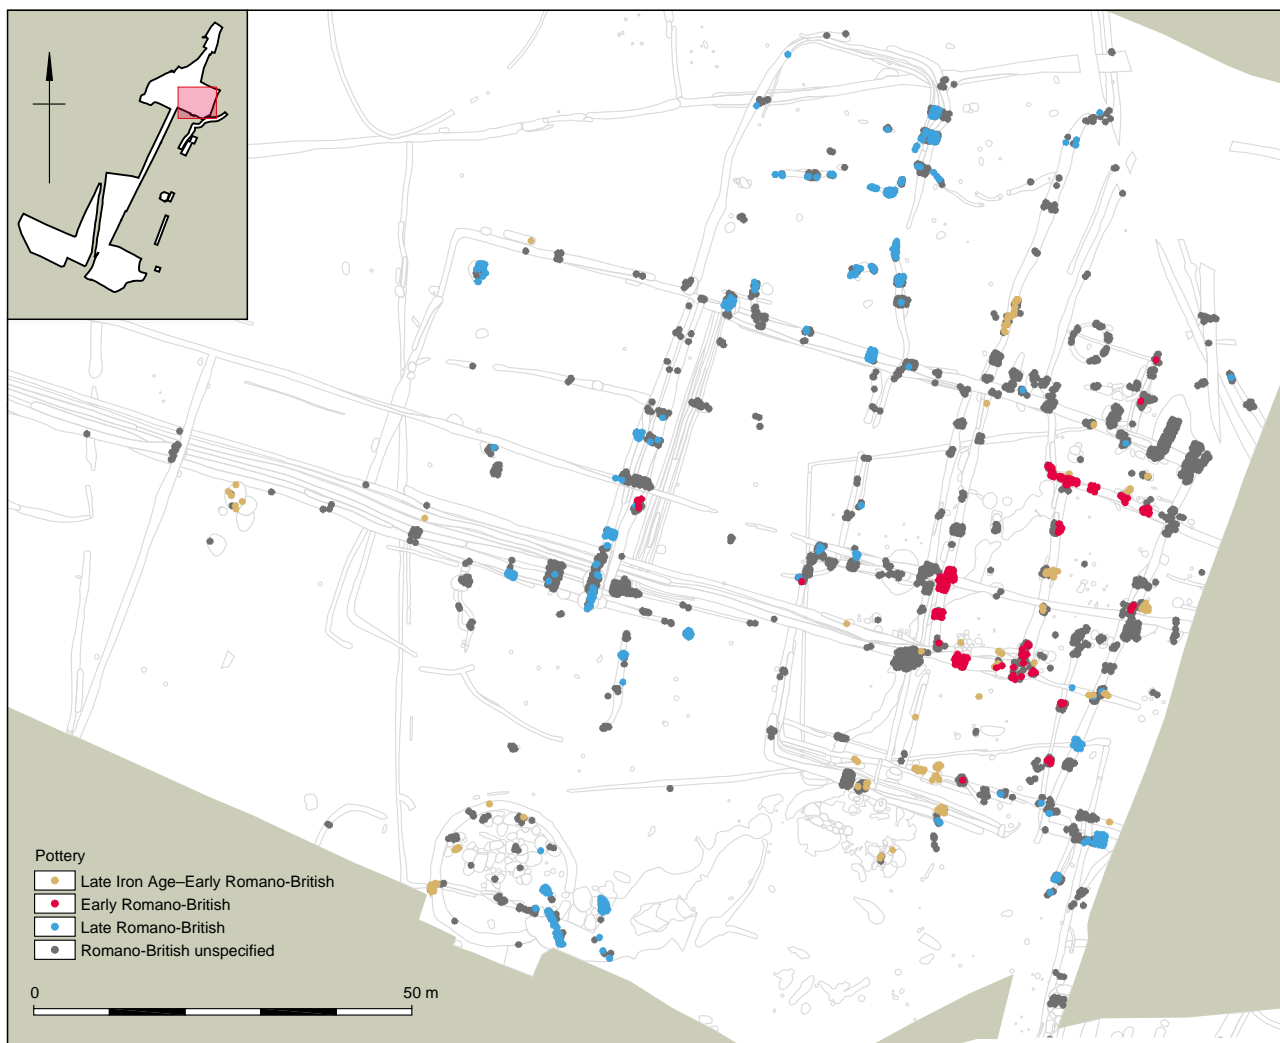 Pottery
Late Iron Age–Early Romano-British
Early Romano-British
Late Romano-British
Romano-British unspecified
0 50 m